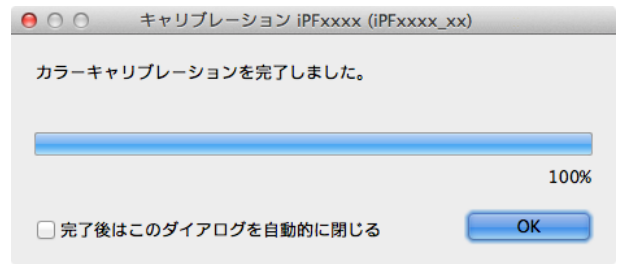 キャリブレーション iPFxxxx (iPFxxxx_xx)
カラーキャリブレーションを完了しました。
100%
完了後はこのダイアログを自動的に閉じる
OK